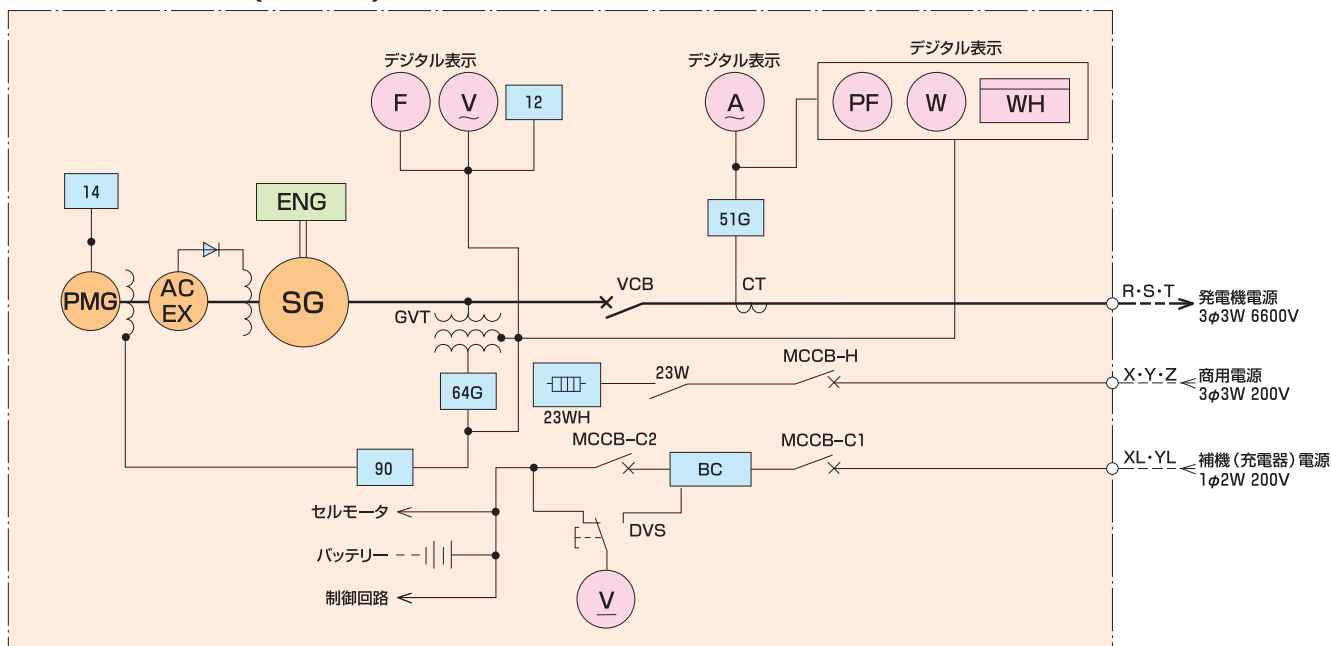 デジタル表示
デジタル表示
デジタル表示
F
V
12
A
PF
W
WH
14
ENG
51G
PMG
AC
EX
SG
VCB
CT
GVT
R・S・T
発電機電源
3φ3W 6600V
64G
23WH
23W
MCCB-H
X・Y・Z
商用電源
3φ3W 200V
90
MCCB-C2
BC
MCCB-C1
XL・YL
補機(充電器)電源
1φ2W 200V
セルモータ
DVS
バッテリー
制御回路
V